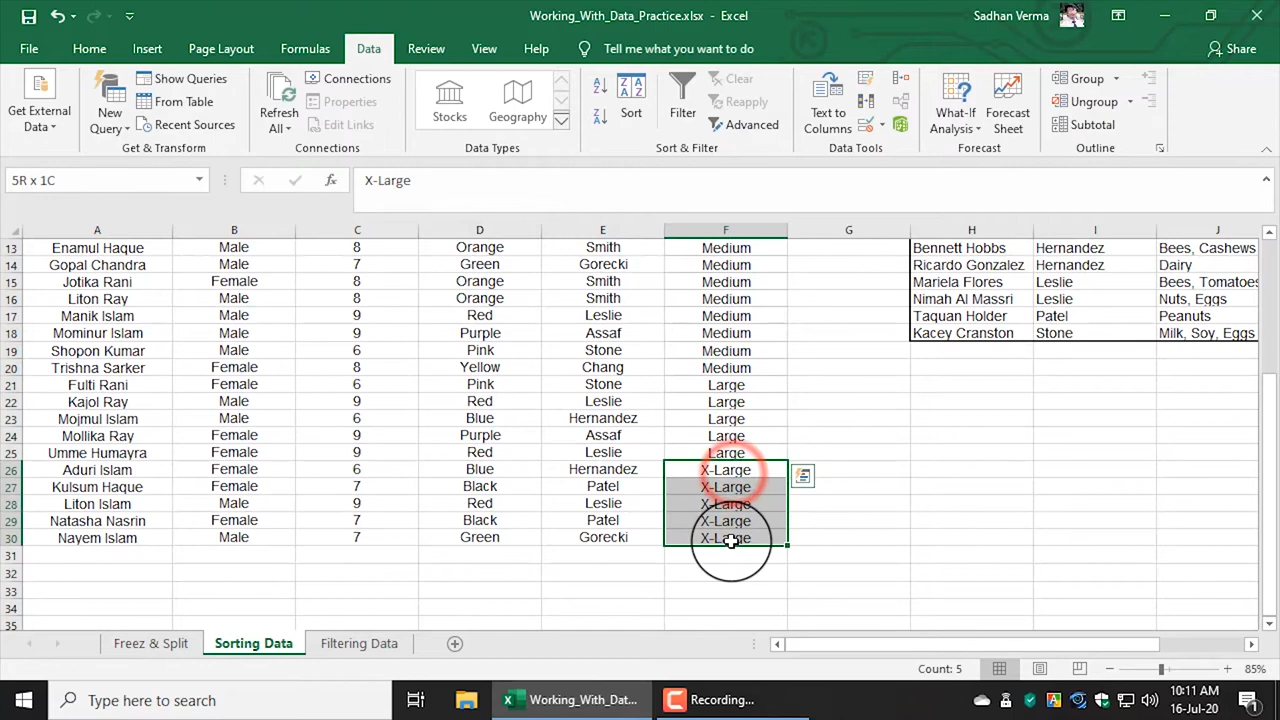 Working_With_Data_Practice.xlsx - Excel
Sadhan Verma
File Home Insert Page Layout Formulas Data Review View Help Tell me what you want to do Share
Get External Data
New Query
Show Queries
From Table
Recent Sources
Get & Transform
Refresh All
Connections
Properties
Edit Links
Connections
Stocks
Geography
Data Types
Sort
Filter
Clear
Reapply
Advanced
Sort & Filter
Text to Columns
Data Tools
What-If Analysis
Forecast Sheet
Forecast
Group
Ungroup
Subtotal
Outline
5R x 1C
fx
X-Large
A B C D E F G H I J
13 Enamul Haque Male 8 Orange Smith Medium Bennett Hobbs Hernandez Bees, Cashews
14 Gopal Chandra Male 7 Green Gorecki Medium Ricardo Gonzalez Hernandez Dairy
15 Jotika Rani Female 8 Orange Smith Medium Mariela Flores Leslie Bees, Tomatoes
16 Liton Ray Male 8 Orange Smith Medium Nimah Al Massri Leslie Nuts, Eggs
17 Manik Islam Male 9 Red Leslie Medium Taquan Holder Patel Peanuts
18 Mominur Islam Male 9 Purple Assaf Medium Kacey Cranston Stone Milk, Soy, Eggs
19 Shopon Kumar Male 6 Pink Stone Medium
20 Trishna Sarker Female 8 Yellow Chang Medium
21 Fulti Rani Female 6 Pink Stone Large
22 Kajol Ray Male 9 Red Leslie Large
23 Mojmul Islam Male 6 Blue Hernandez Large
24 Mollika Ray Female 9 Purple Assaf Large
25 Umme Humayra Female 9 Red Leslie Large
26 Aduri Islam Female 6 Blue Hernandez X-Large
27 Kulsum Haque Female 7 Black Patel X-Large
28 Liton Islam Male 9 Red Leslie X-Large
29 Natasha Nasrin Female 7 Black Patel X-Large
30 Nayem Islam Male 7 Green Gorecki X-Large
31
32
33
34
35
Freez & Split Sorting Data Filtering Data
Count: 5 85%
Type here to search
Working_With_Dat...
Recording...
10:11 AM
16-Jul-20